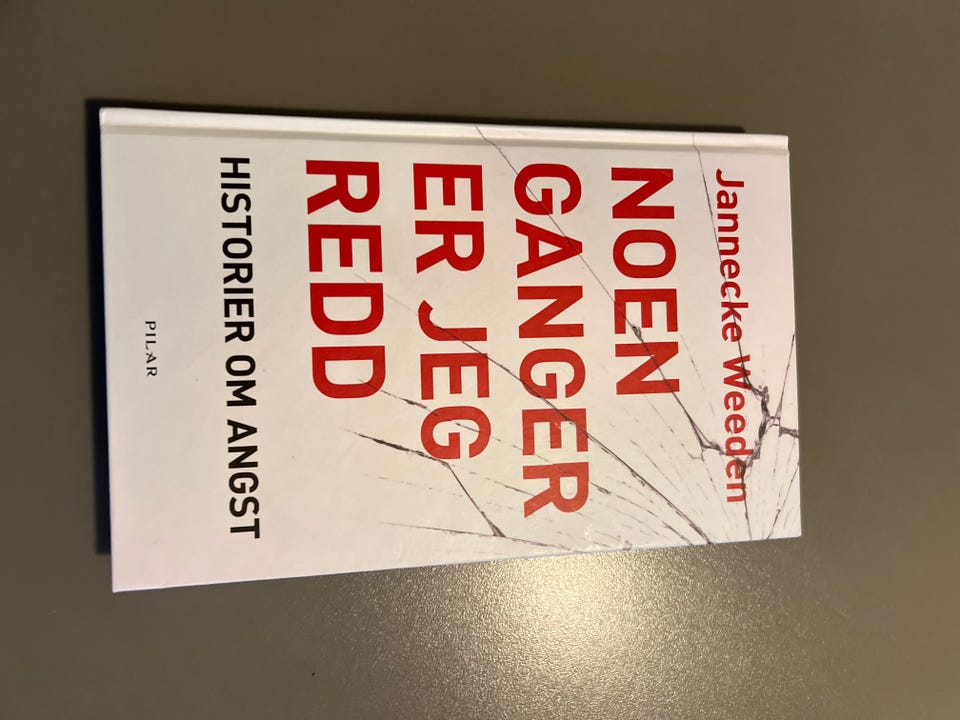 Jannecke Weeden
NOEN
GANGER
ER JEG
REDD
HISTORIER OM ANGST
PILAR